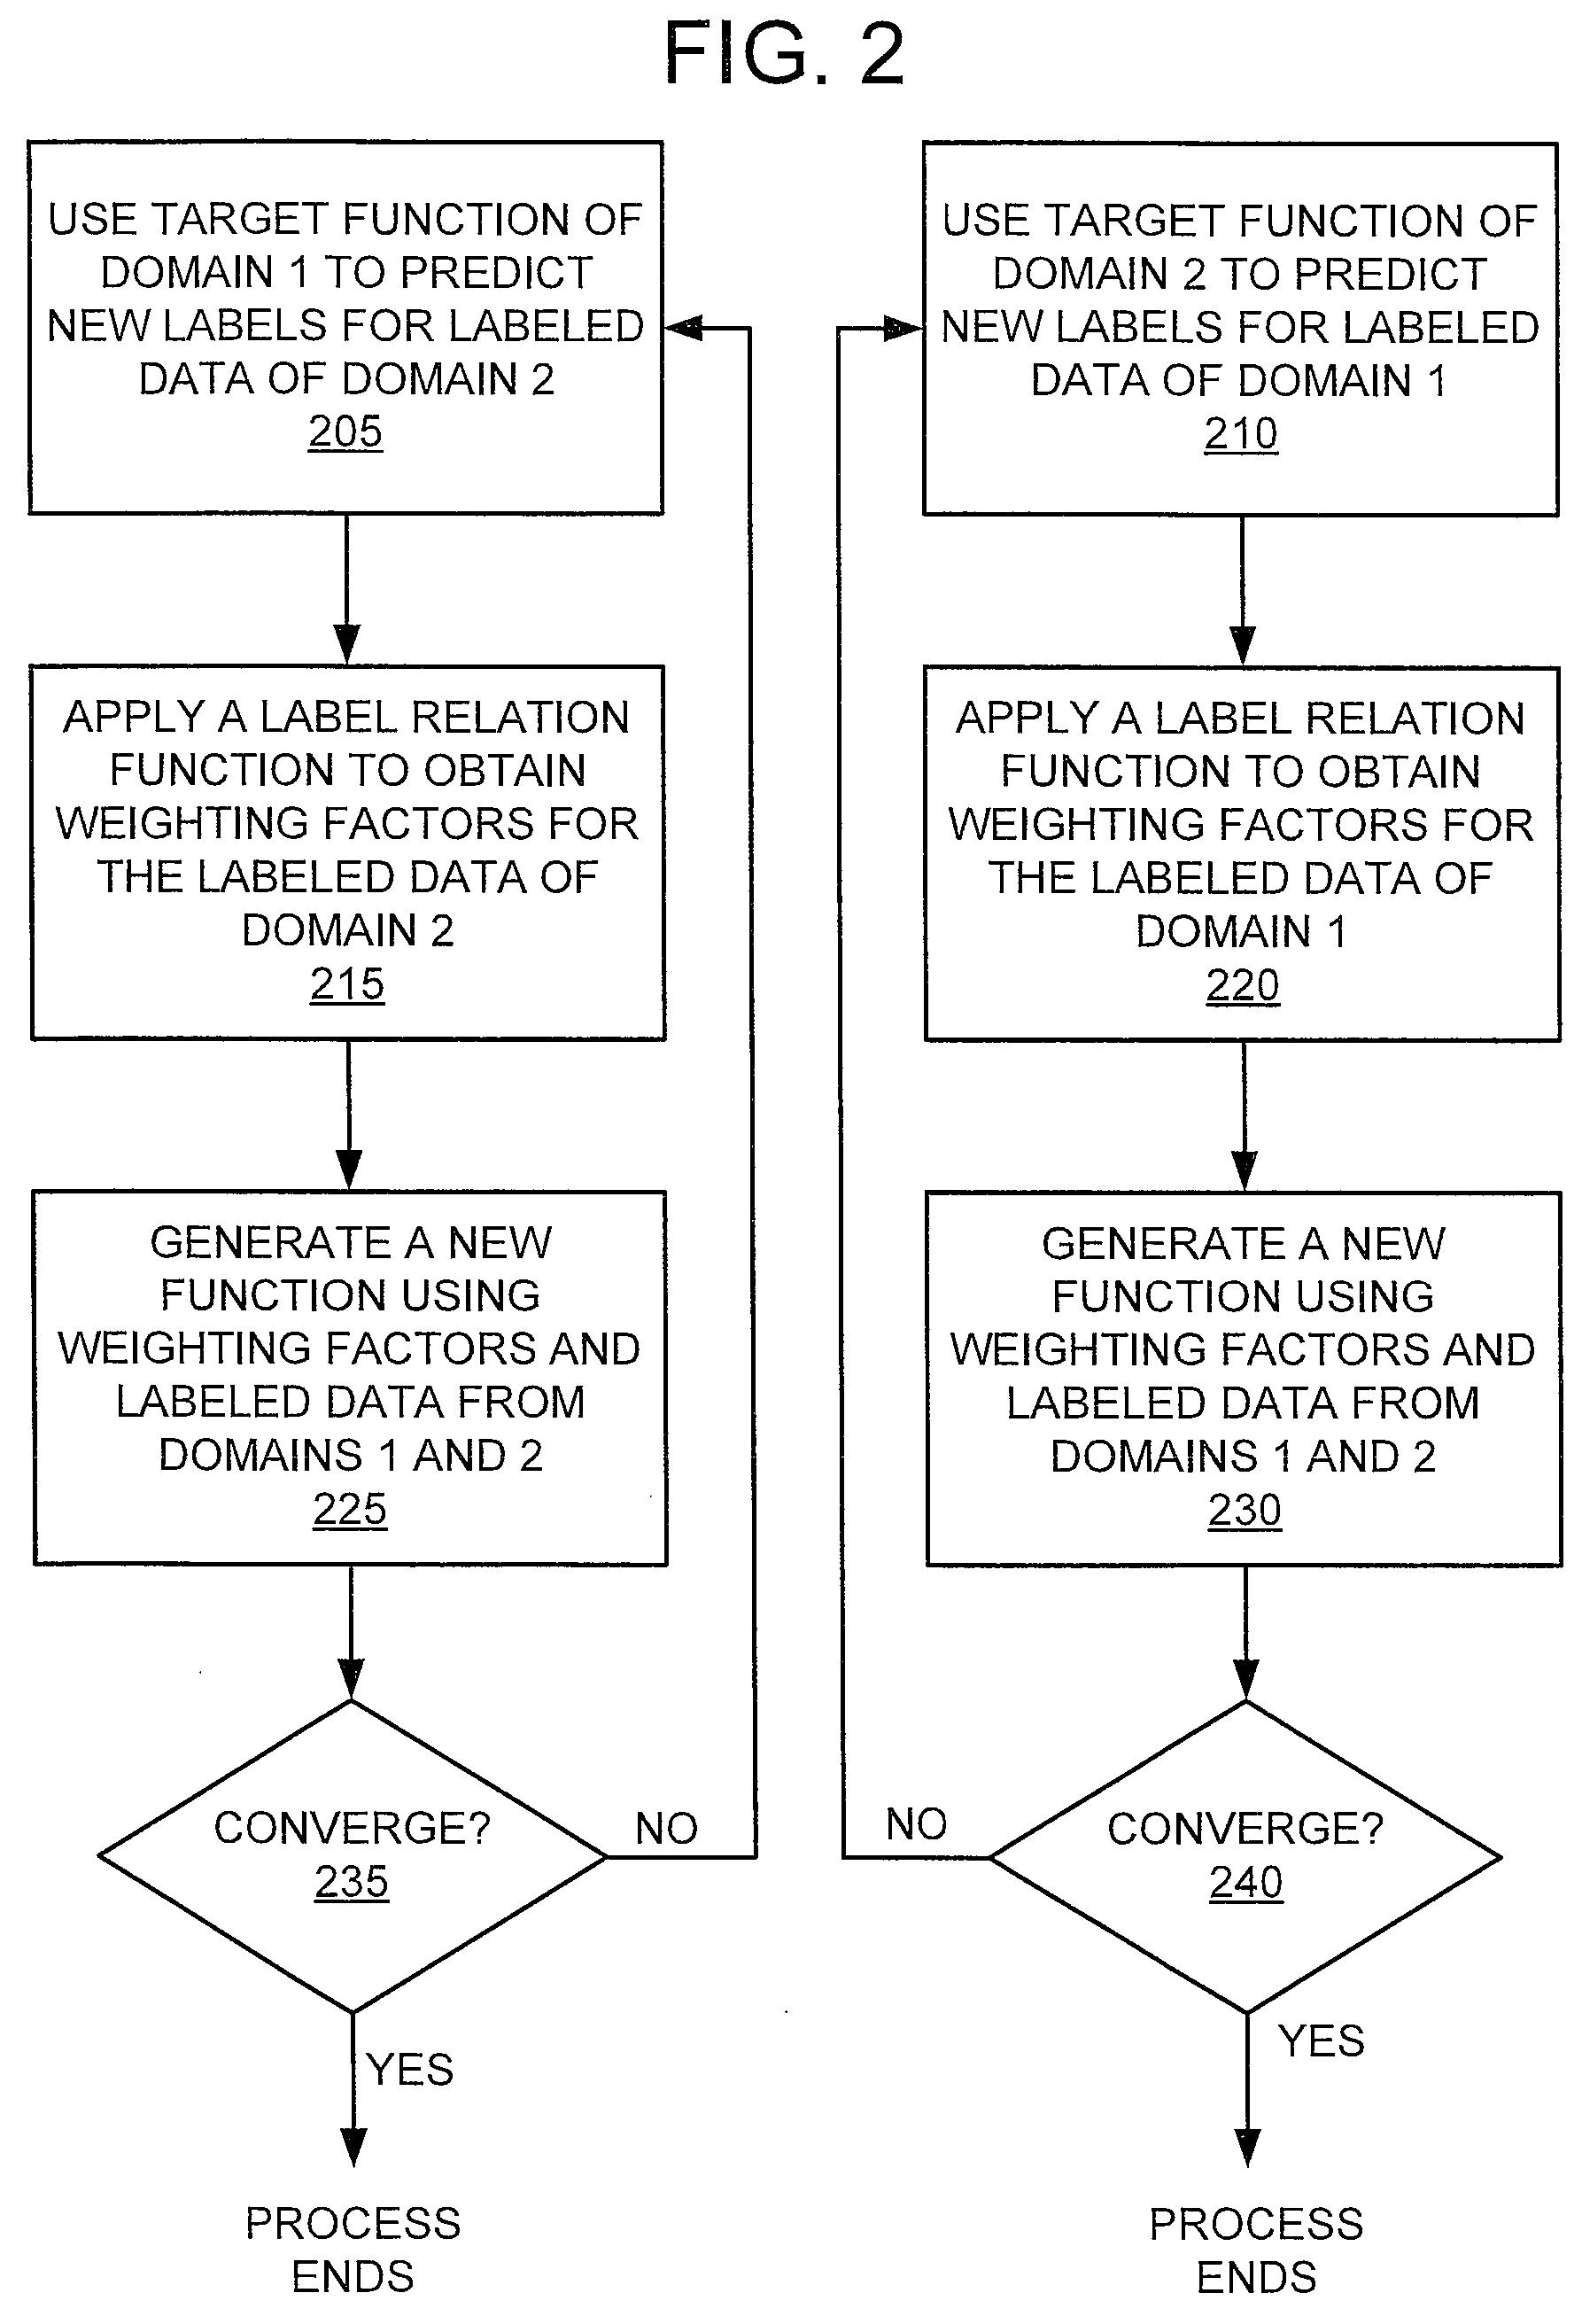 FIG. 2
USE TARGET FUNCTION OF
DOMAIN 1 TO PREDICT
NEW LABELS FOR LABELED
DATA OF DOMAIN 2
205
APPLY A LABEL RELATION
FUNCTION TO OBTAIN
WEIGHTING FACTORS FOR
THE LABELED DATA OF
DOMAIN 2
215
GENERATE A NEW
FUNCTION USING
WEIGHTING FACTORS AND
LABELED DATA FROM
DOMAINS 1 AND 2
225
CONVERGE?
235
NO
YES
PROCESS
ENDS
USE TARGET FUNCTION OF
DOMAIN 2 TO PREDICT
NEW LABELS FOR LABELED
DATA OF DOMAIN 1
210
APPLY A LABEL RELATION
FUNCTION TO OBTAIN
WEIGHTING FACTORS FOR
THE LABELED DATA OF
DOMAIN 1
220
GENERATE A NEW
FUNCTION USING
WEIGHTING FACTORS AND
LABELED DATA FROM
DOMAINS 1 AND 2
230
CONVERGE?
240
NO
YES
PROCESS
ENDS